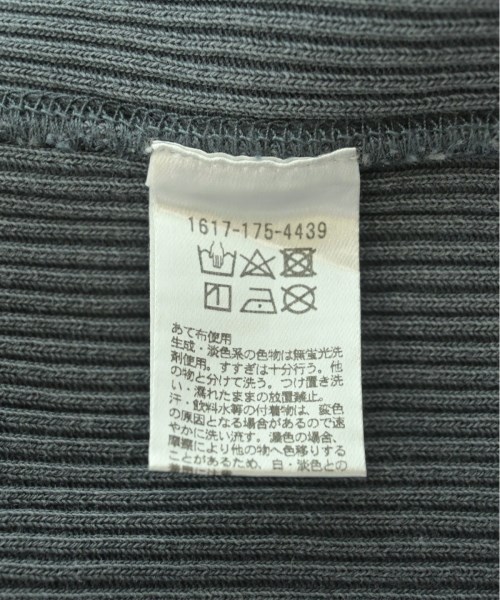 1617-175-4439
あて布使用
生成・淡色系の色物は無蛍光洗
剤使用。すすぎは十分行う。他
の物と分けて洗う。つけ置き洗
い・濡れたままの放置禁止。
汗・飲料水等の付着物は、変色
の原因となる場合があるので速
やかに洗い流す。濃色の場合、
摩擦により他の物へ色移りする
ことがあるため、白・淡色との